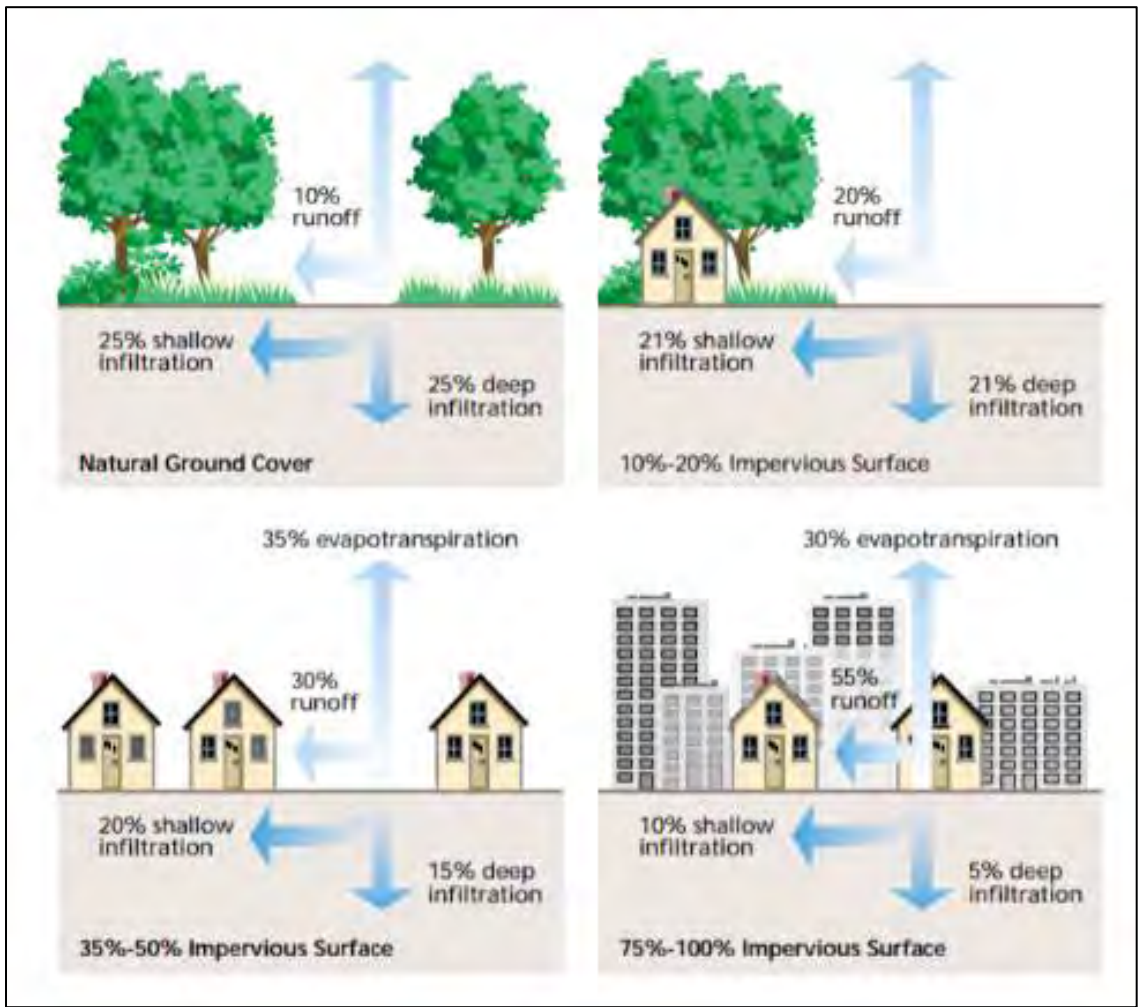 10%
runoff
25% shallow
infiltration
25% deep
infiltration
Natural Ground Cover
20%
runoff
21% shallow
infiltration
21% deep
infiltration
10%-20% Impervious Surface
35% evapotranspiration
30%
runoff
20% shallow
infiltration
15% deep
infiltration
35%-50% Impervious Surface
30% evapotranspiration
55%
runoff
10% shallow
infiltration
5% deep
infiltration
75%-100% Impervious Surface